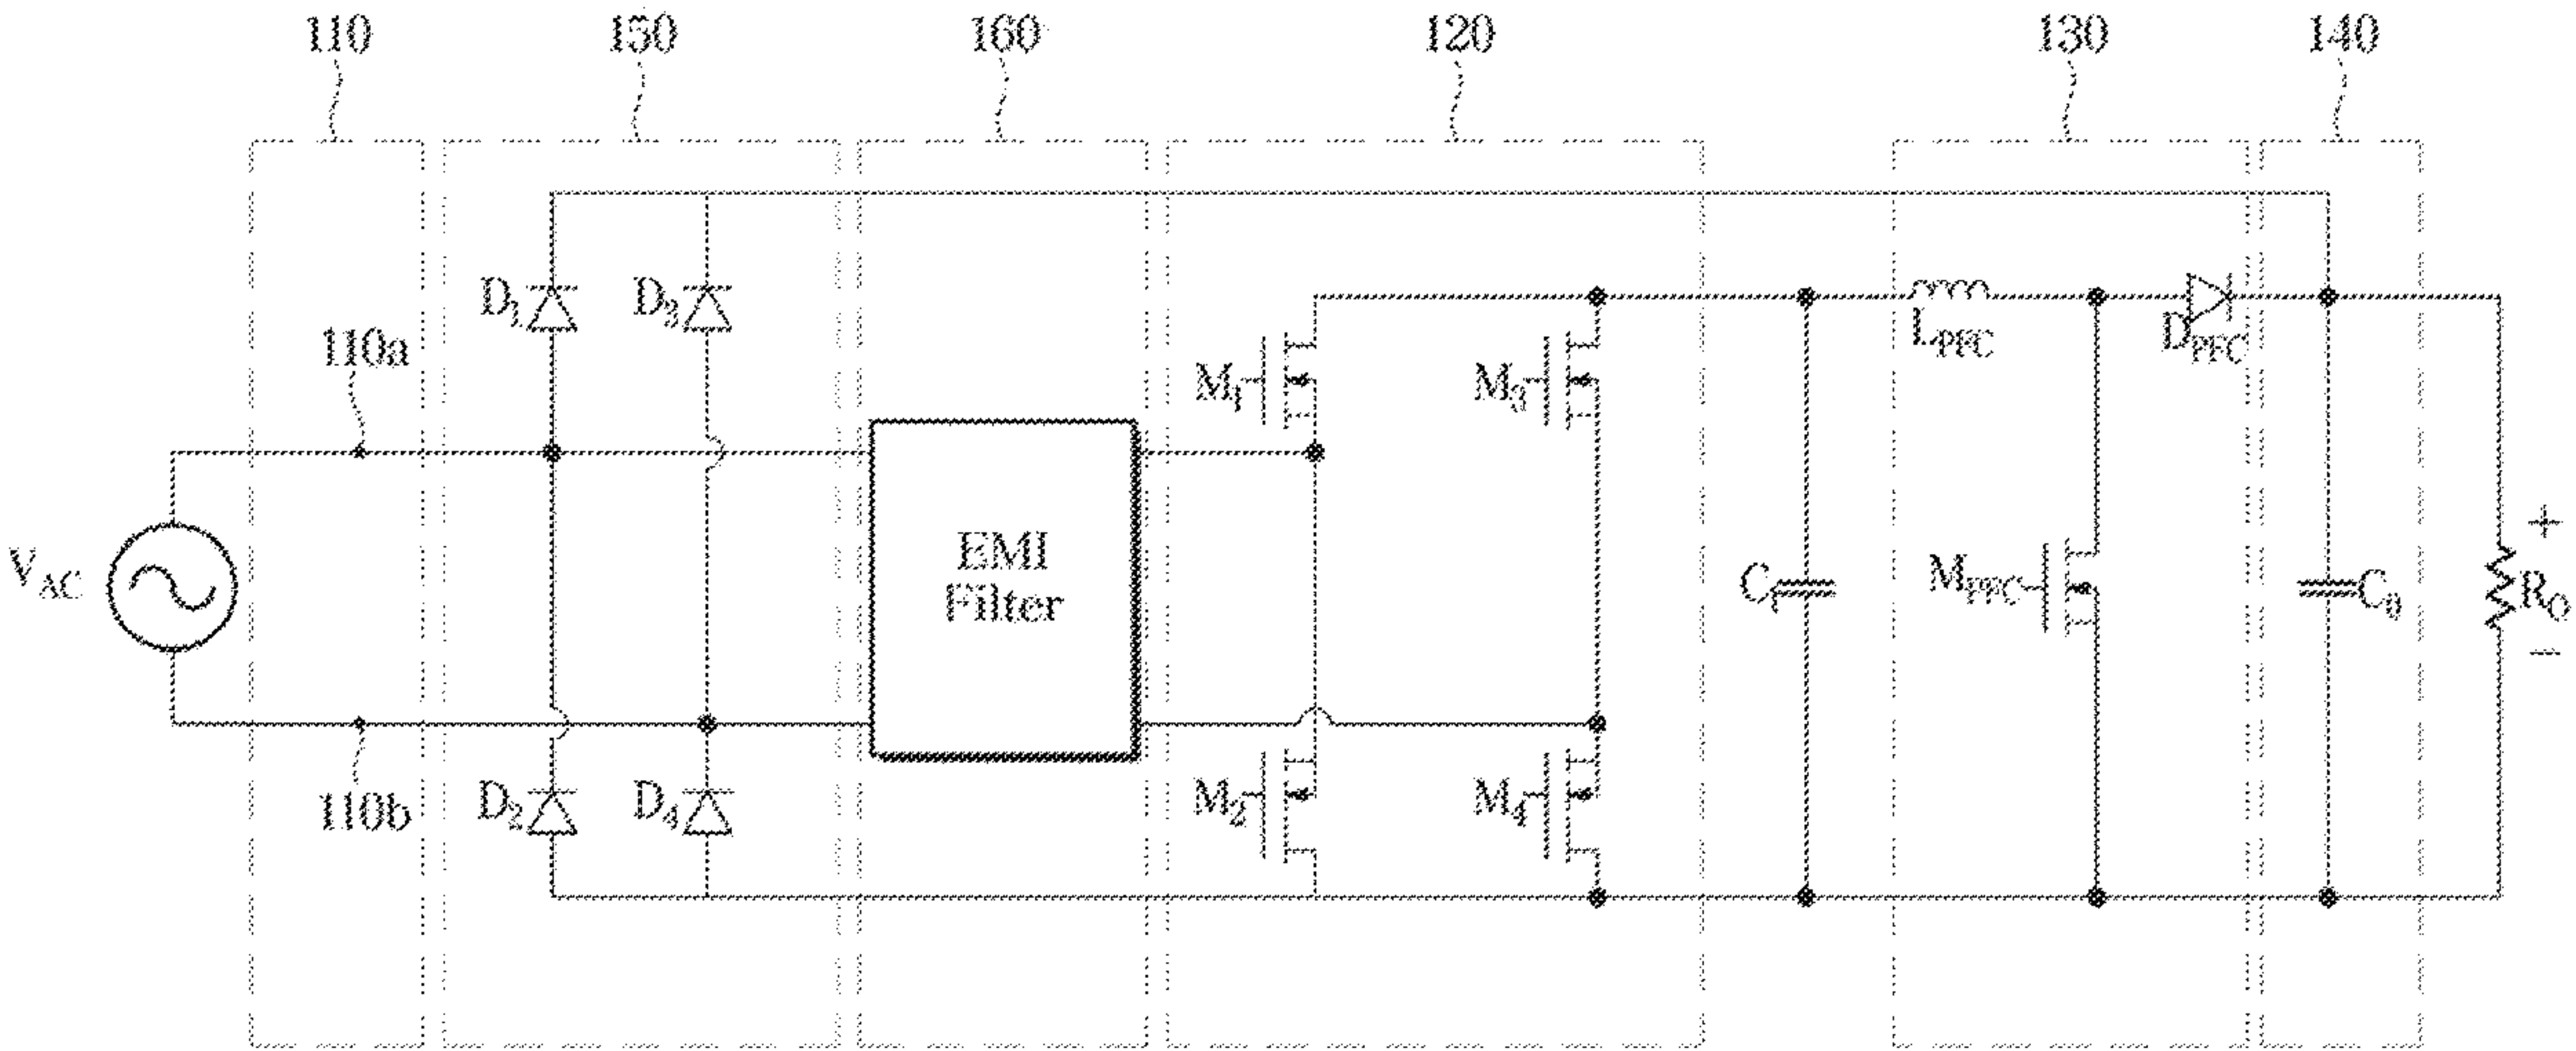 110
150
160
120
130
140
D1
D3
110a
M1
M3
LPFC
DPFC
VAC
EMI
Filter
C1
MPFC
C0
+
RO
−
110b
D2
D4
M2
M4